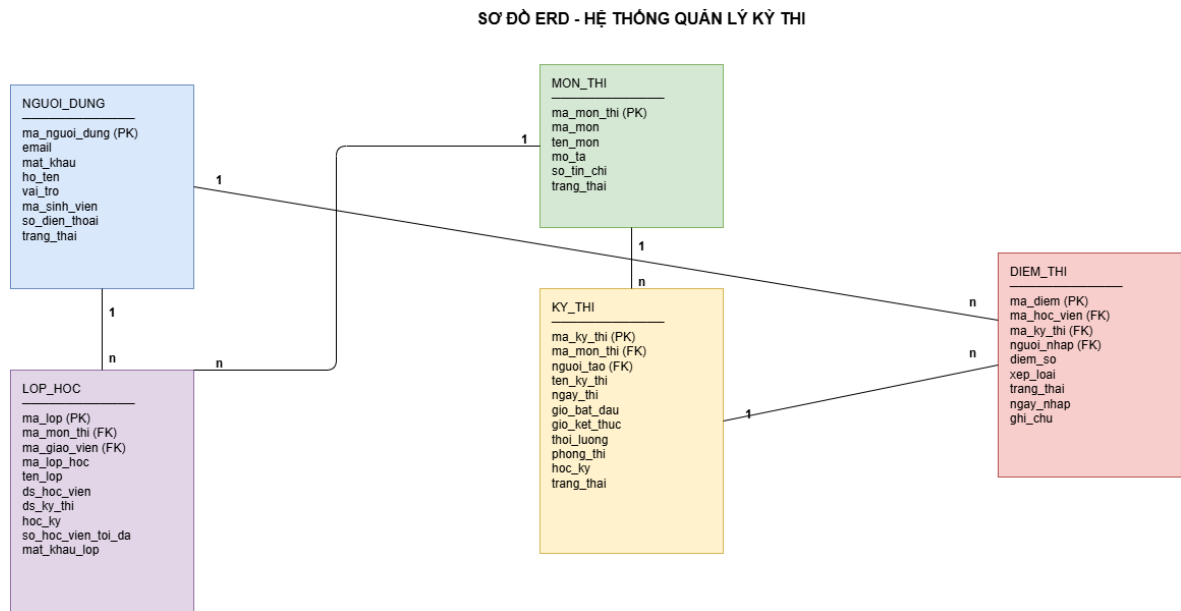 SƠ ĐỒ ERD - HỆ THỐNG QUẢN LÝ KỲ THI
NGUOI_DUNG
ma_nguoi_dung (PK)
email
mat_khau
ho_ten
vai_tro
ma_sinh_vien
so_dien_thoai
trang_thai
MON_THI
ma_mon_thi (PK)
ma_mon
ten_mon
mo_ta
so_tin_chi
trang_thai
1
1
1
n
1
n
n
LOP_HOC
ma_lop (PK)
ma_mon_thi (FK)
ma_giao_vien (FK)
ma_lop_hoc
ten_lop
ds_hoc_vien
ds_ky_thi
hoc_ky
so_hoc_vien_toi_da
mat_khau_lop
KY_THI
ma_ky_thi (PK)
ma_mon_thi (FK)
nguoi_tao (FK)
ten_ky_thi
ngay_thi
gio_bat_dau
gio_ket_thuc
thoi_luong
phong_thi
hoc_ky
trang_thai
n
n
1
DIEM_THI
ma_diem (PK)
ma_hoc_vien (FK)
ma_ky_thi (FK)
nguoi_nhap (FK)
diem_so
xep_loai
trang_thai
ngay_nhap
ghi_chu